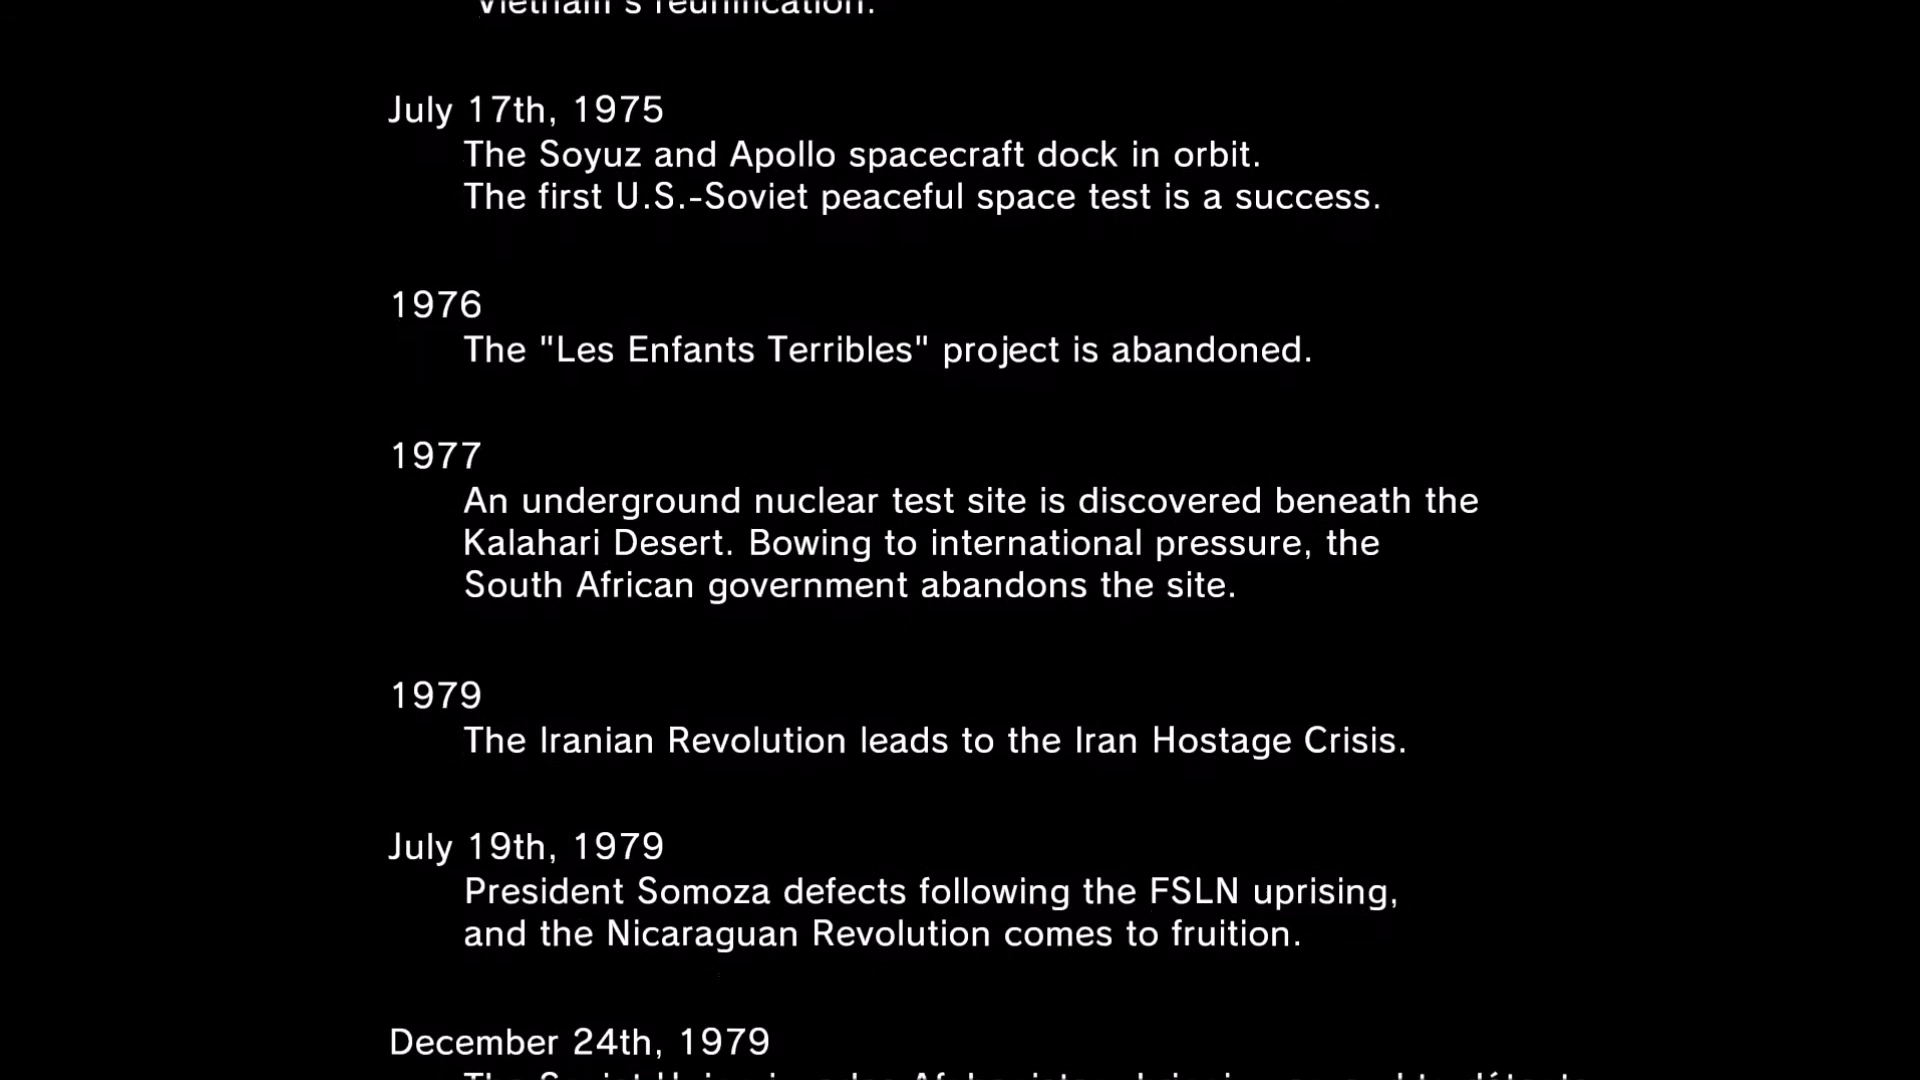 Vietnam's reunification.
July 17th, 1975
The Soyuz and Apollo spacecraft dock in orbit.
The first U.S.-Soviet peaceful space test is a success.
1976
The "Les Enfants Terribles" project is abandoned.
1977
An underground nuclear test site is discovered beneath the
Kalahari Desert. Bowing to international pressure, the
South African government abandons the site.
1979
The Iranian Revolution leads to the Iran Hostage Crisis.
July 19th, 1979
President Somoza defects following the FSLN uprising,
and the Nicaraguan Revolution comes to fruition.
December 24th, 1979